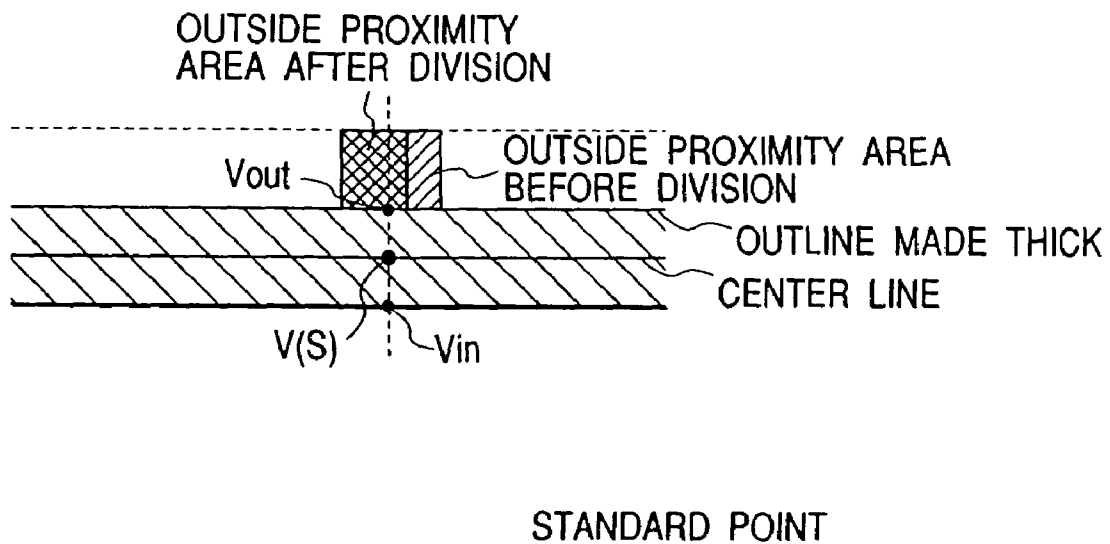 OUTSIDE PROXIMITY
AREA AFTER DIVISION
OUTSIDE PROXIMITY AREA
BEFORE DIVISION
Vout
OUTLINE MADE THICK
CENTER LINE
V(S)
Vin
STANDARD POINT